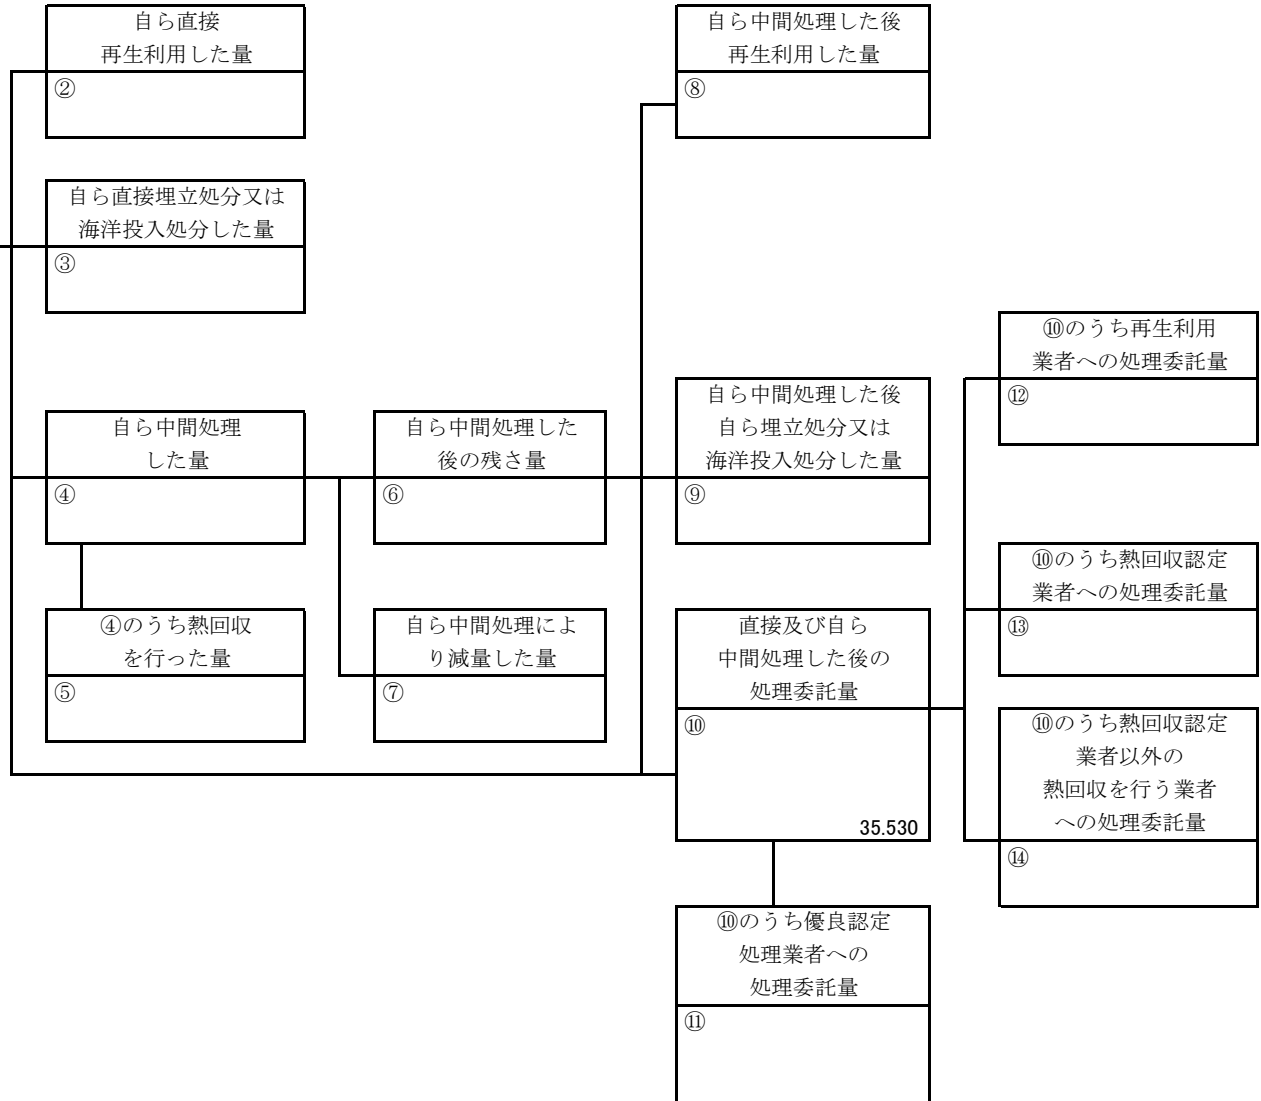 自ら直接
再生利用した量
②
自ら中間処理した後
再生利用した量
⑧
自ら直接埋立処分又は
海洋投入処分した量
③
⑩のうち再生利用
業者への処理委託量
⑫
自ら中間処理
した量
④
自ら中間処理した
後の残さ量
⑥
自ら中間処理した後
自ら埋立処分又は
海洋投入処分した量
⑨
⑩のうち熱回収認定
業者への処理委託量
⑬
④のうち熱回収
を行った量
⑤
自ら中間処理によ
り減量した量
⑦
直接及び自ら
中間処理した後の
処理委託量
⑩
35.530
⑩のうち熱回収認定
業者以外の
熱回収を行う業者
への処理委託量
⑭
⑩のうち優良認定
処理業者への
処理委託量
⑪